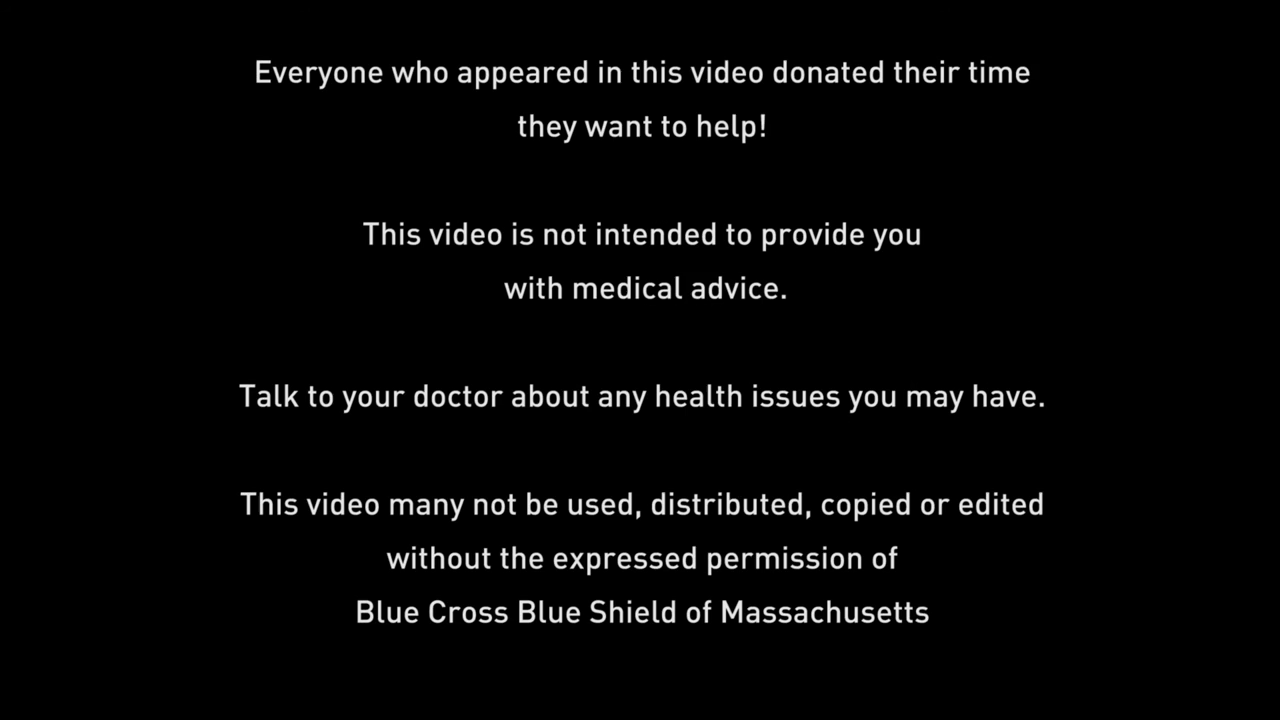 Everyone who appeared in this video donated their time
they want to help!
This video is not intended to provide you
with medical advice.
Talk to your doctor about any health issues you may have.
This video many not be used, distributed, copied or edited
without the expressed permission of
Blue Cross Blue Shield of Massachusetts